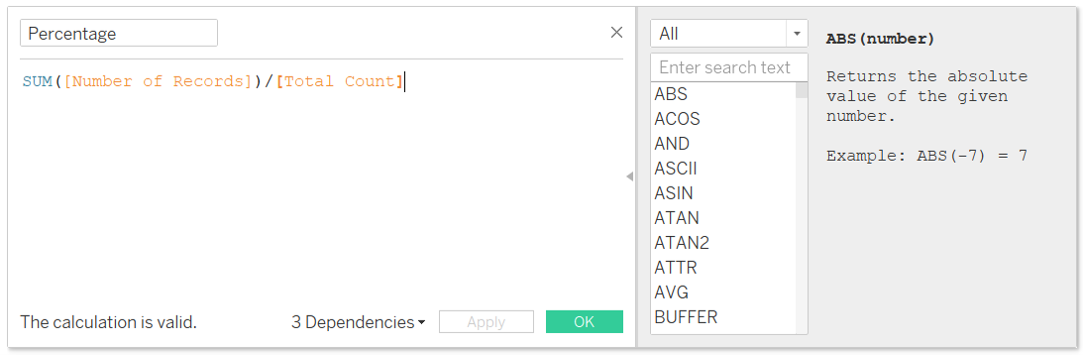 Percentage
SUM([Number of Records])/[Total Count]
The calculation is valid.
3 Dependencies
Apply
OK
All
Enter search text
ABS
ACOS
AND
ASCII
ASIN
ATAN
ATAN2
ATTR
AVG
BUFFER
ABS(number)
Returns the absolute
value of the given
number.
Example: ABS(-7) = 7